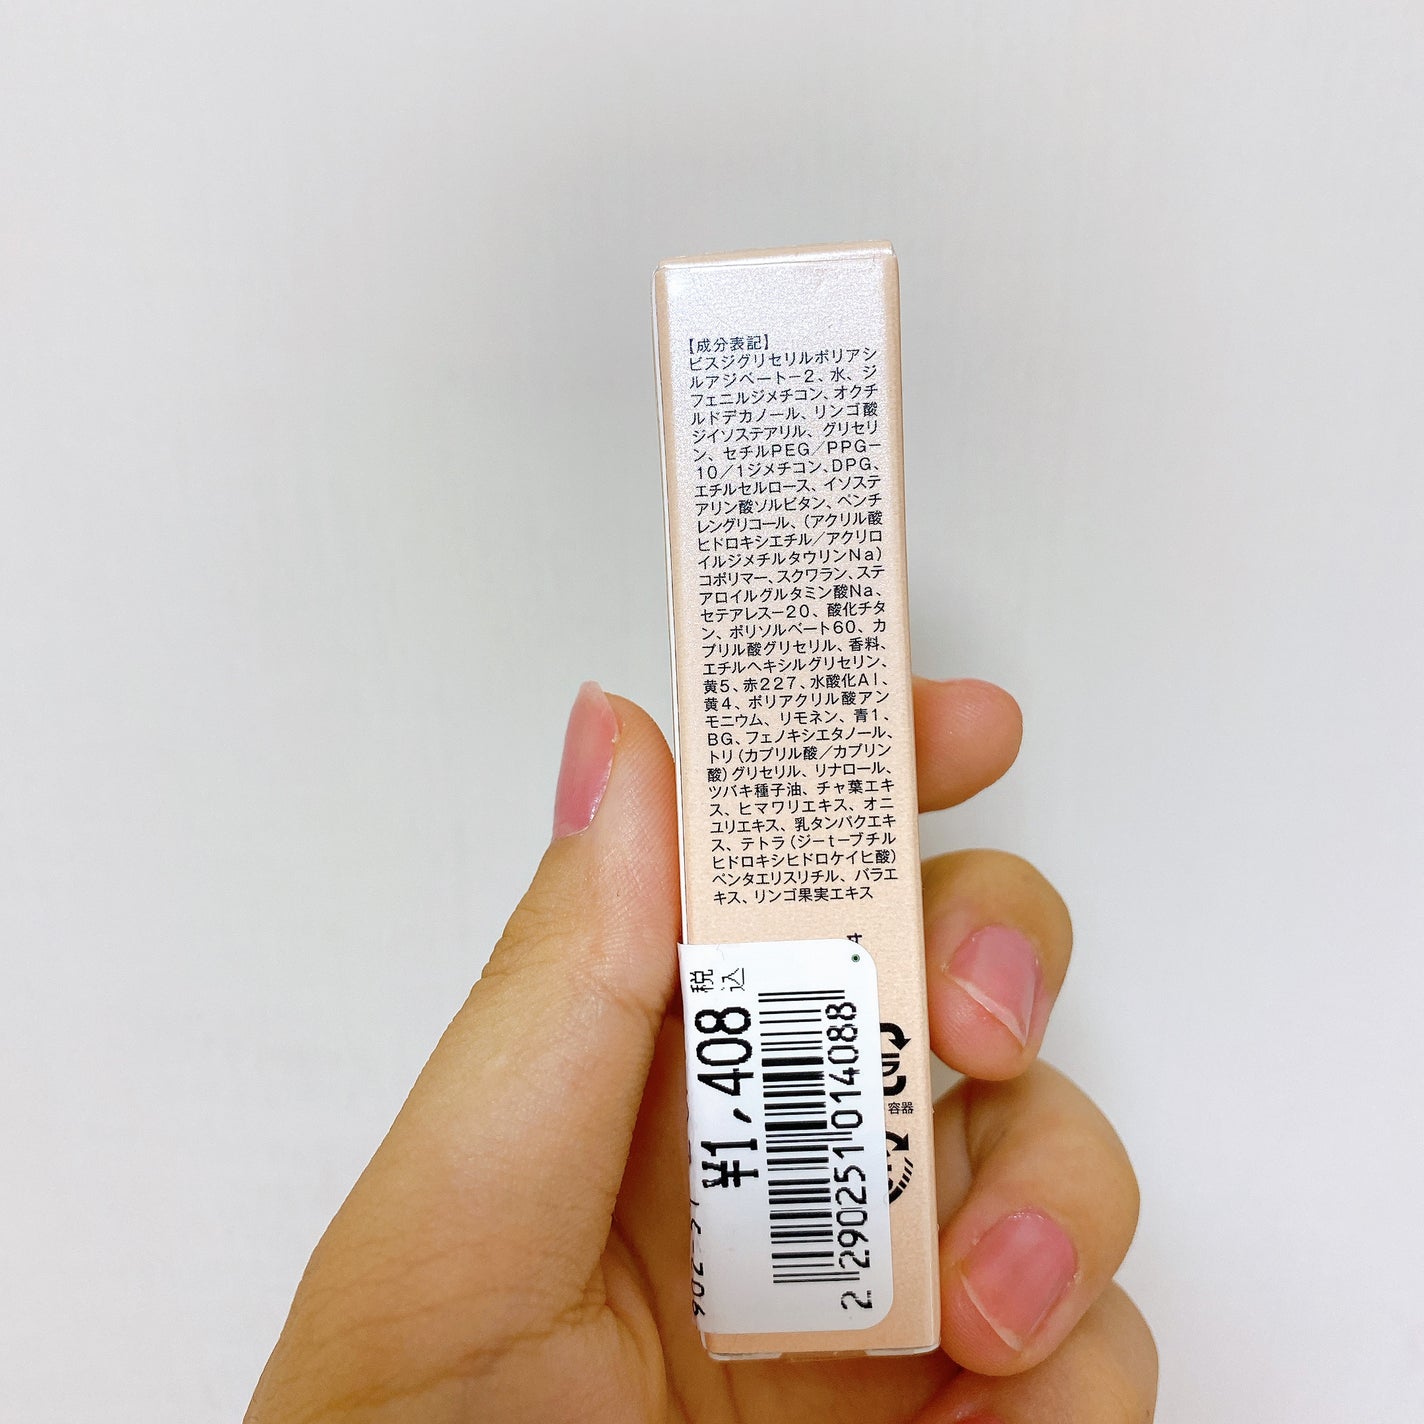 【成分表記】
ビスジグリセリルポリアシ
ルアジペート－2、水、ジ
フェニルジメチコン、オクチ
ルドデカノール、リンゴ酸
ジイソステアリル、グリセリ
ン、セチルPEG／PPG－
10／1ジメチコン、DPG、
エチルセルロース、イソステ
アリン酸ソルビタン、ペンチ
レングリコール、（アクリル酸
ヒドロキシエチル／アクリロ
イルジメチルタウリンNa）
コポリマー、スクワラン、ステ
アロイルグルタミン酸Na、
セテアレス－20、酸化チタ
ン、ポリソルベート60、カ
プリル酸グリセリル、香料、
エチルヘキシルグリセリン、
黄5、赤227、水酸化Al、
黄4、ポリアクリル酸アン
モニウム、リモネン、青1、
BG、フェノキシエタノール、
トリ（カプリル酸／カプリン
酸）グリセリル、リナロール、
ツバキ種子油、チャ葉エキ
ス、ヒマワリエキス、オニ
ユリエキス、乳タンパクエキ
ス、テトラ（ジ－t－ブチル
ヒドロキシヒドロケイヒ酸）
ペンタエリスリチル、バラエ
キス、リンゴ果実エキス
4
税込
¥1,408
2 290251 014088
容器